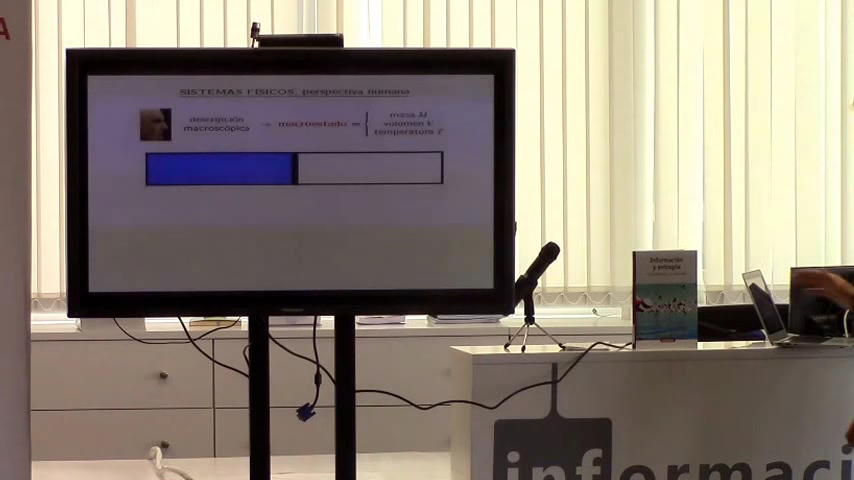 A
SISTEMAS FÍSICOS, perspectiva humana
descripción
macroscópica
→ macroestado = {
masa M
volumen V
temperatura T
Información
y entropía
informaci